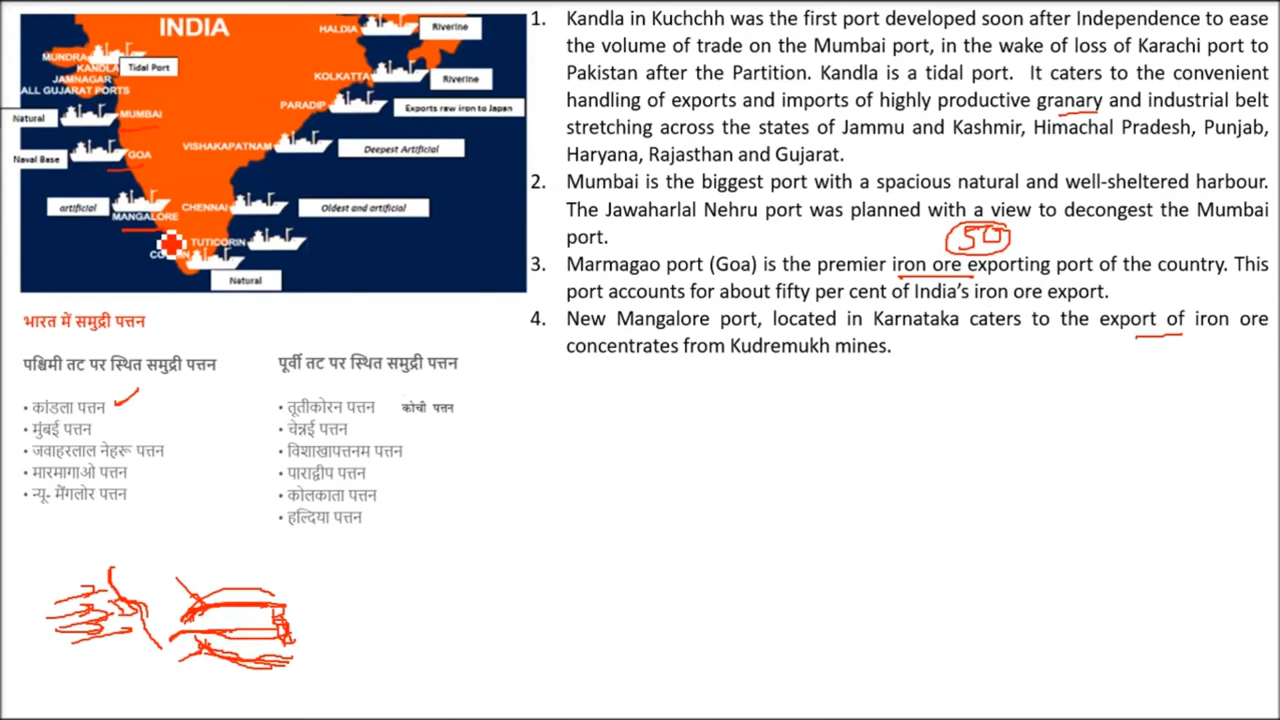 INDIA
HALDIA
Riverine
MUNDRA
KANDLA
Tidal Port
JAMNAGAR
ALL GUJARAT PORTS
KOLKATTA
Riverine
PARADIP
Exports raw iron to Japan
Natural
MUMBAI
VISHAKAPATNAM
Deepest Artificial
Naval Base
GOA
artificial
MANGALORE
CHENNAI
Oldest and artificial
TUTICORIN
Natural
1. Kandla in Kuchchh was the first port developed soon after Independence to ease
the volume of trade on the Mumbai port, in the wake of loss of Karachi port to
Pakistan after the Partition. Kandla is a tidal port. It caters to the convenient
handling of exports and imports of highly productive granary and industrial belt
stretching across the states of Jammu and Kashmir, Himachal Pradesh, Punjab,
Haryana, Rajasthan and Gujarat.
2. Mumbai is the biggest port with a spacious natural and well-sheltered harbour.
The Jawaharlal Nehru port was planned with a view to decongest the Mumbai
port.
50
3. Marmagao port (Goa) is the premier iron ore exporting port of the country. This
port accounts for about fifty per cent of India's iron ore export.
4. New Mangalore port, located in Karnataka caters to the export of iron ore
concentrates from Kudremukh mines.
भारत में समुद्री पत्तन
पश्चिमी तट पर स्थित समुद्री पत्तन
• कांडला पत्तन
• मुंबई पत्तन
• जवाहरलाल नेहरू पत्तन
• मारमागाओ पत्तन
• न्यू- मैंगलोर पत्तन
पूर्वी तट पर स्थित समुद्री पत्तन
• तूतीकोरन पत्तन कोची पत्तन
• चेन्नई पत्तन
• विशाखापत्तनम पत्तन
• पाराद्वीप पत्तन
• कोलकाता पत्तन
• हल्दिया पत्तन